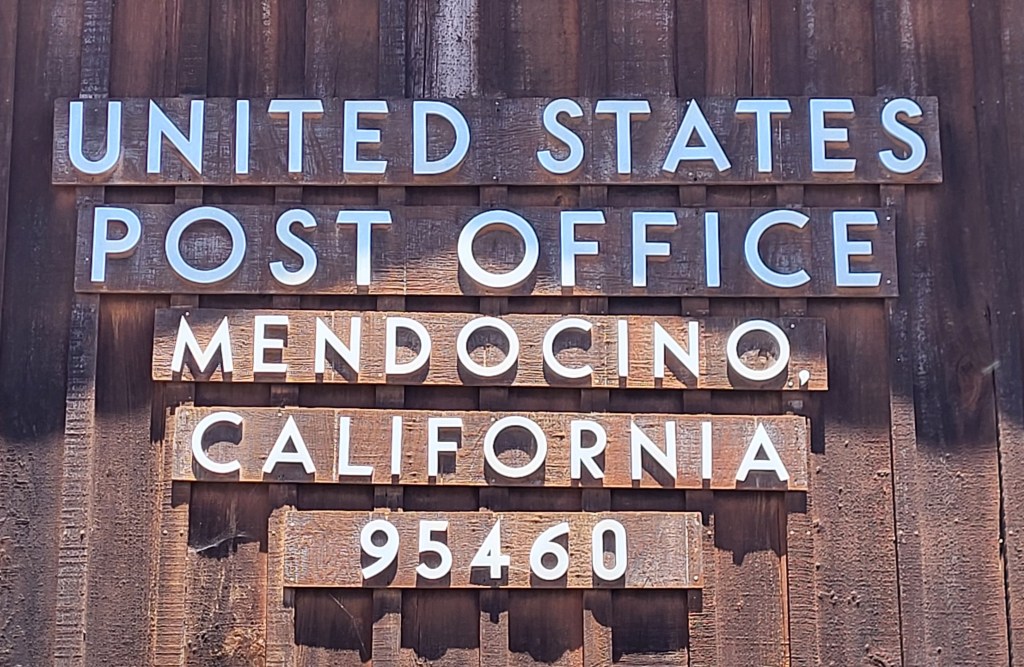 UNITED STATES
POST OFFICE
MENDOCINO,
CALIFORNIA
95460